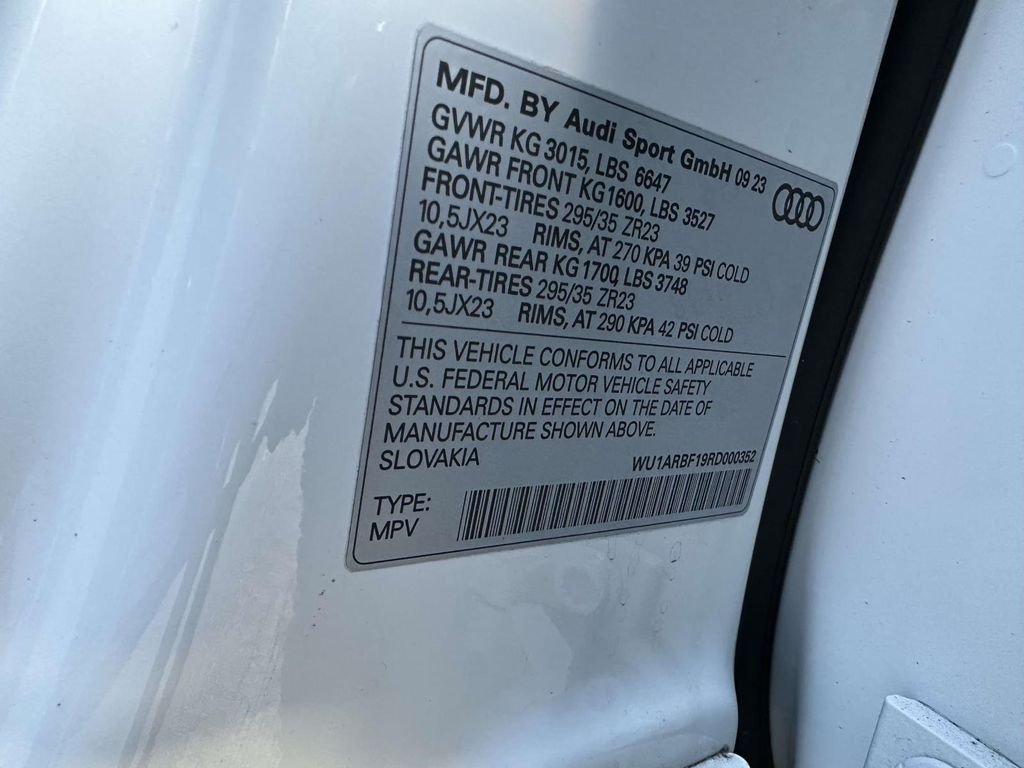 MFD. BY Audi Sport GmbH 09 23
GVWR KG 3015, LBS 6647
GAWR FRONT KG1600, LBS 3527
FRONT-TIRES 295/35 ZR23
10,5JX23 RIMS, AT 270 KPA 39 PSI COLD
GAWR REAR KG 1700, LBS 3748
REAR-TIRES 295/35 ZR23
10,5JX23 RIMS, AT 290 KPA 42 PSI COLD
THIS VEHICLE CONFORMS TO ALL APPLICABLE
U.S. FEDERAL MOTOR VEHICLE SAFETY
STANDARDS IN EFFECT ON THE DATE OF
MANUFACTURE SHOWN ABOVE.
SLOVAKIA WU1ARBF19RD000352
TYPE:
MPV